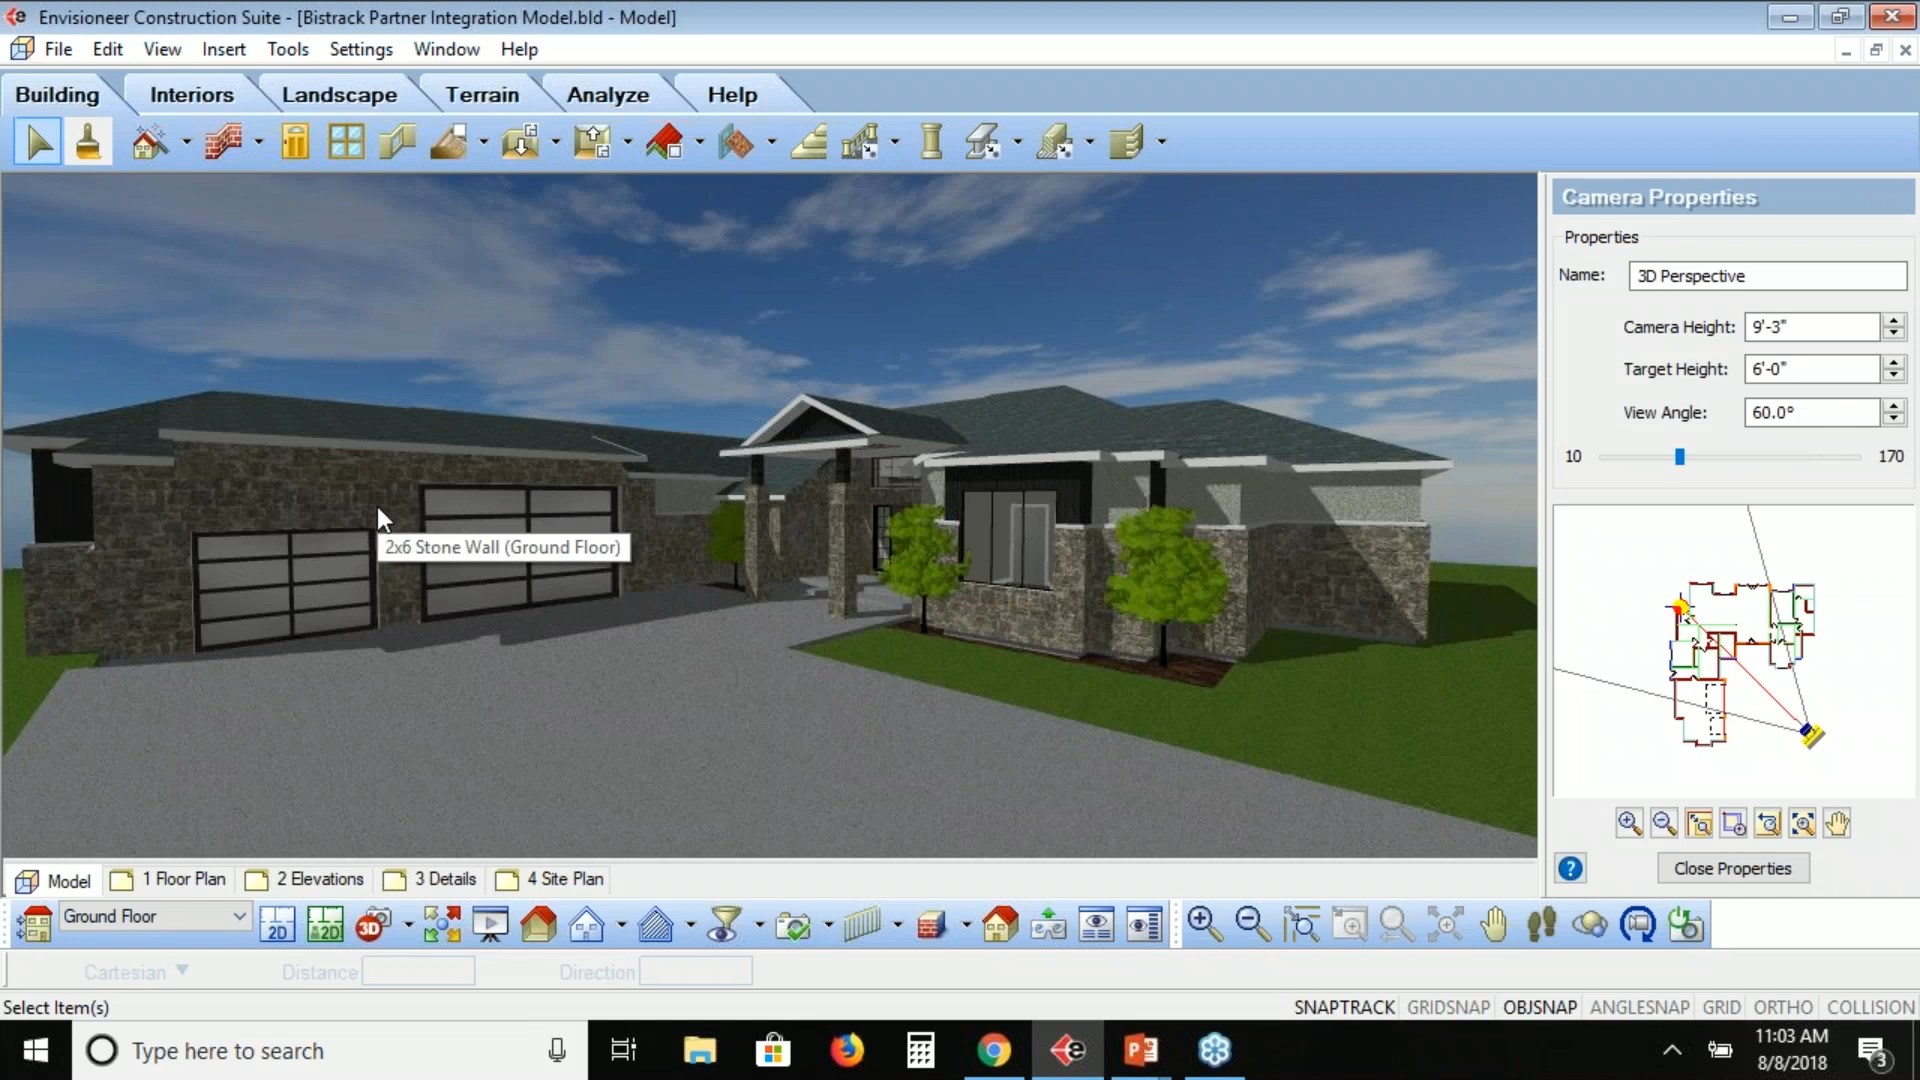 Envisioneer Construction Suite - [Bistrack Partner Integration Model.bld - Model]
File Edit View Insert Tools Settings Window Help
Building Interiors Landscape Terrain Analyze Help
Camera Properties
Properties
Name: 3D Perspective
Camera Height: 9'-3"
Target Height: 6'-0"
View Angle: 60.0°
10 170
2x6 Stone Wall (Ground Floor)
Close Properties
Model 1 Floor Plan 2 Elevations 3 Details 4 Site Plan
Ground Floor 2D 2D 3D
Cartesian Distance Direction
Select Item(s) SNAPTRACK GRIDSNAP OBJSNAP ANGLESNAP GRID ORTHO COLLISION
Type here to search
11:03 AM
8/8/2018
3